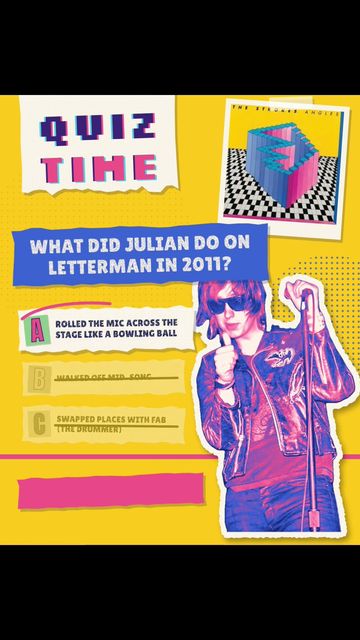 QUIZ
TIME
THE STROKES ANGLES
WHAT DID JULIAN DO ON
LETTERMAN IN 2011?
A
ROLLED THE MIC ACROSS THE
STAGE LIKE A BOWLING BALL
B
WALKED OFF MID-SONG
C
SWAPPED PLACES WITH FAB
(THE DRUMMER)